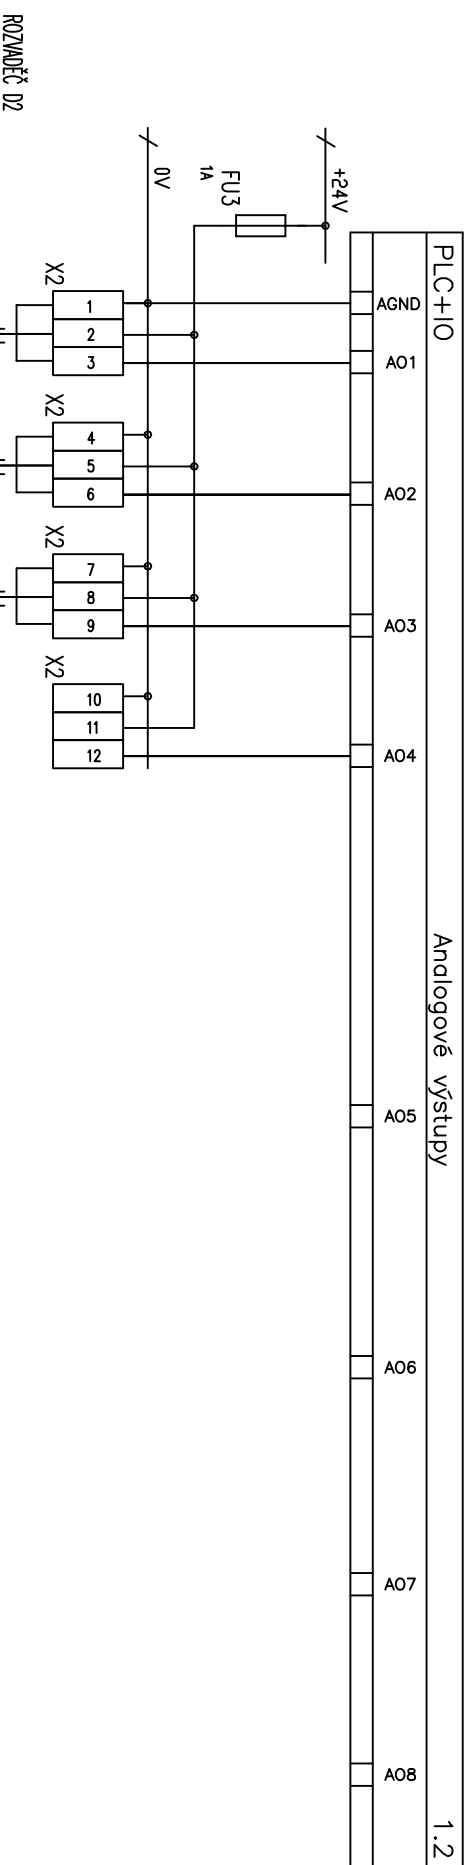 PLC+IO
Analogové výstupy
1.2
AGND
AO1
AO2
AO3
AO4
AO5
AO6
AO7
AO8
+24V
FU3
1A
0V
X2
1
2
3
X2
4
5
6
X2
7
8
9
X2
10
11
12
ROZVADĚČ D2